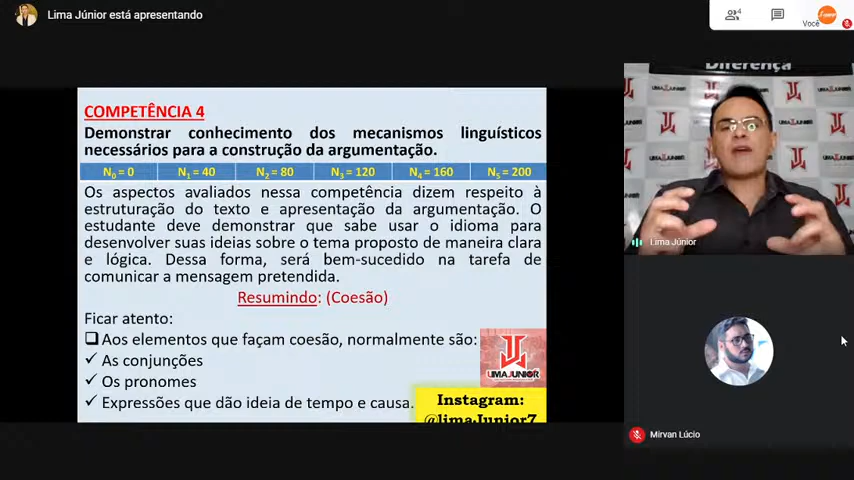 Lima Júnior está apresentando
4
Você
COMPETÊNCIA 4
Demonstrar conhecimento dos mecanismos linguísticos
necessários para a construção da argumentação.
N0 = 0 N1 = 40 N2 = 80 N3 = 120 N4 = 160 N5 = 200
Os aspectos avaliados nessa competência dizem respeito à
estruturação do texto e apresentação da argumentação. O
estudante deve demonstrar que sabe usar o idioma para
desenvolver suas ideias sobre o tema proposto de maneira clara
e lógica. Dessa forma, será bem-sucedido na tarefa de
comunicar a mensagem pretendida.
Resumindo: (Coesão)
Ficar atento:
Aos elementos que façam coesão, normalmente são:
As conjunções
Os pronomes
Expressões que dão ideia de tempo e causa.
LIMA JUNIOR
Instagram:
@limaJunior7
Diferença
Lima Júnior
Mirvan Lúcio